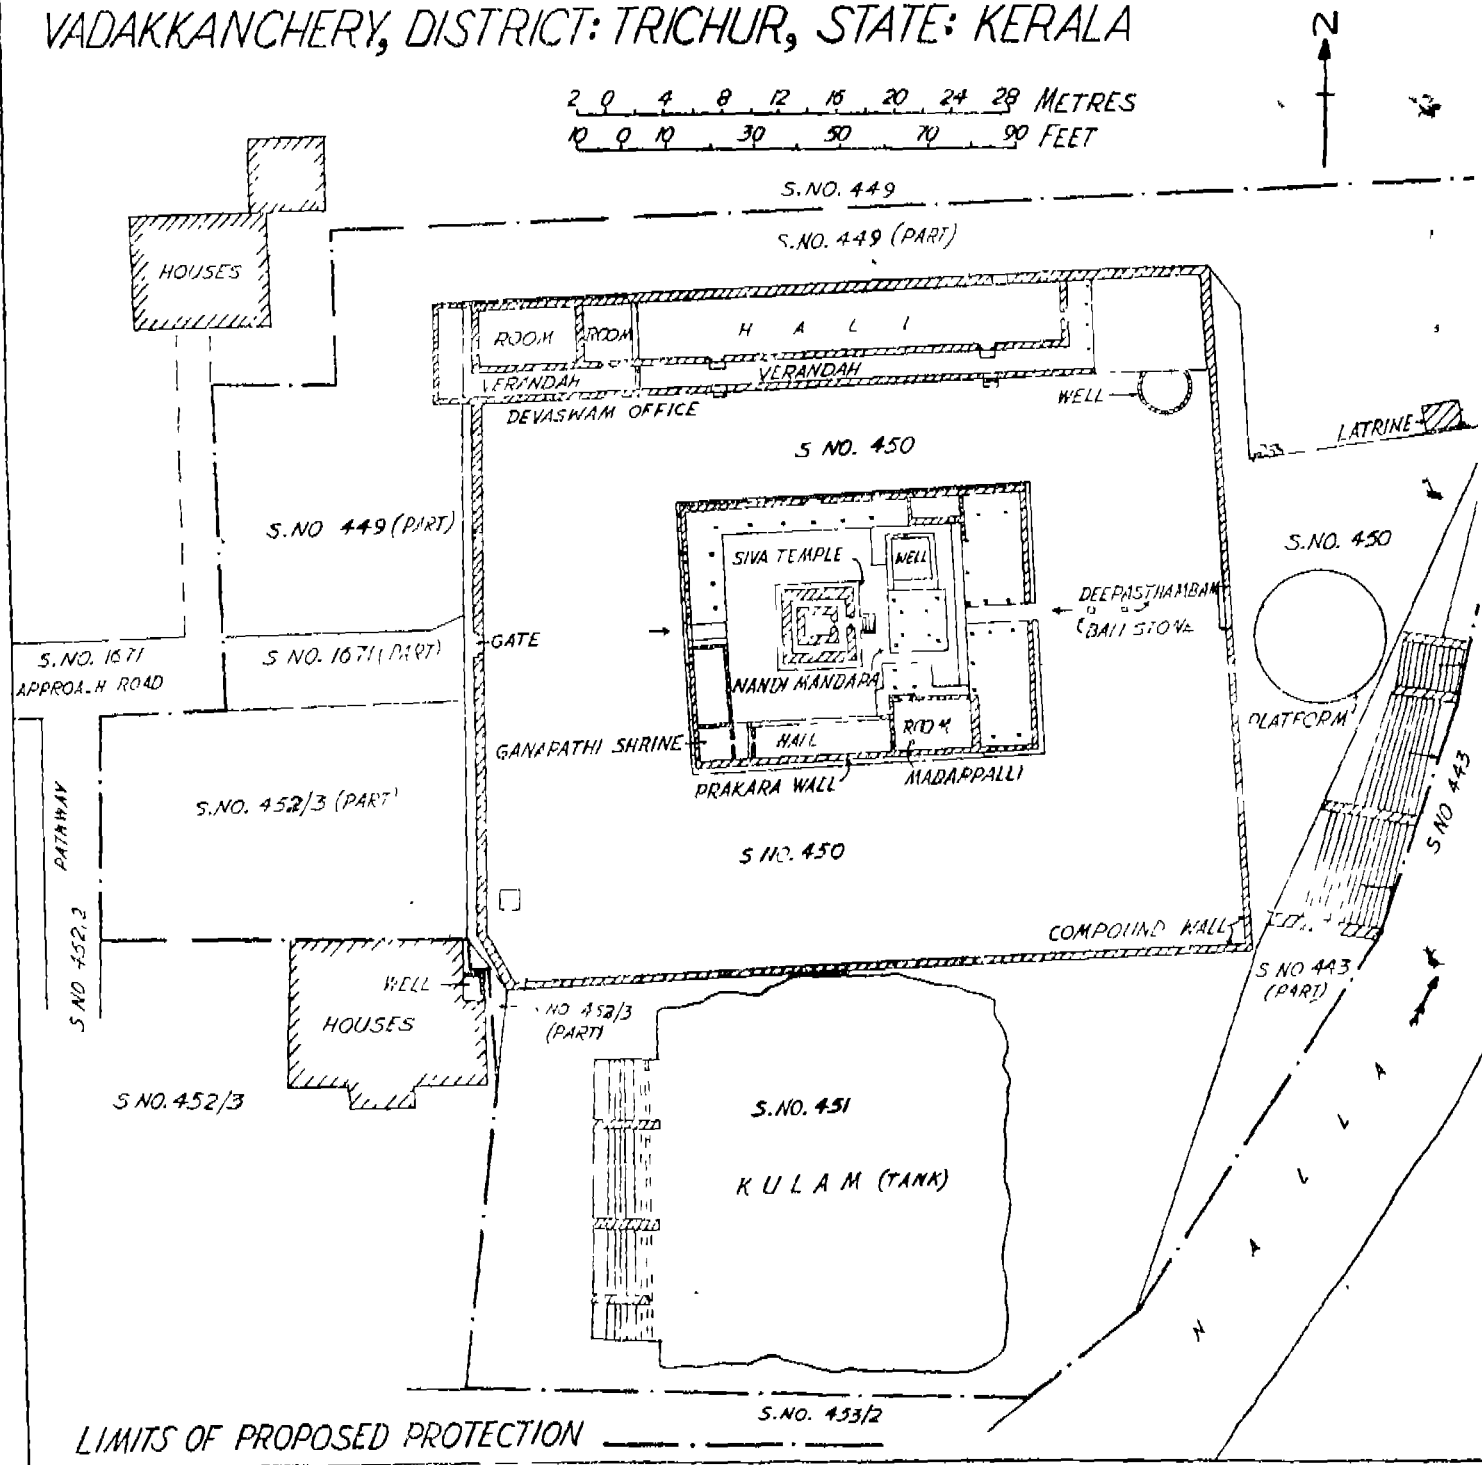 VADAKKANCHERY, DISTRICT: TRICHUR, STATE: KERALA
N
2 0 4 8 12 16 20 24 28 METRES
10 0 10 30 50 70 90 FEET
S.NO. 449
S.NO. 449 (PART)
HOUSES
ROOM
ROOM
HALL
VERANDAH
VERANDAH
DEVASWAM OFFICE
WELL
LATRINE
S NO. 450
S.NO 449 (PART)
SIVA TEMPLE
WELL
S.NO. 450
DEEPASTHAMBAM
BALI STONE
GATE
S.NO. 1671
APPROACH ROAD
S NO. 1671 (PART)
NANDI MANDAPA
PLATFORM
GANAPATHI SHRINE
HALL
ROOM
PRAKARA WALL
MADAPPALLI
S.NO. 452/3 (PART)
PATHWAY
S NO 443
S NO. 450
COMPOUND WALL
S NO 452/2
WELL
HOUSES
NO 452/3
(PART)
S NO 443
(PART)
S NO. 452/3
S.NO. 451
KULAM (TANK)
NALLA
S.NO. 453/2
LIMITS OF PROPOSED PROTECTION